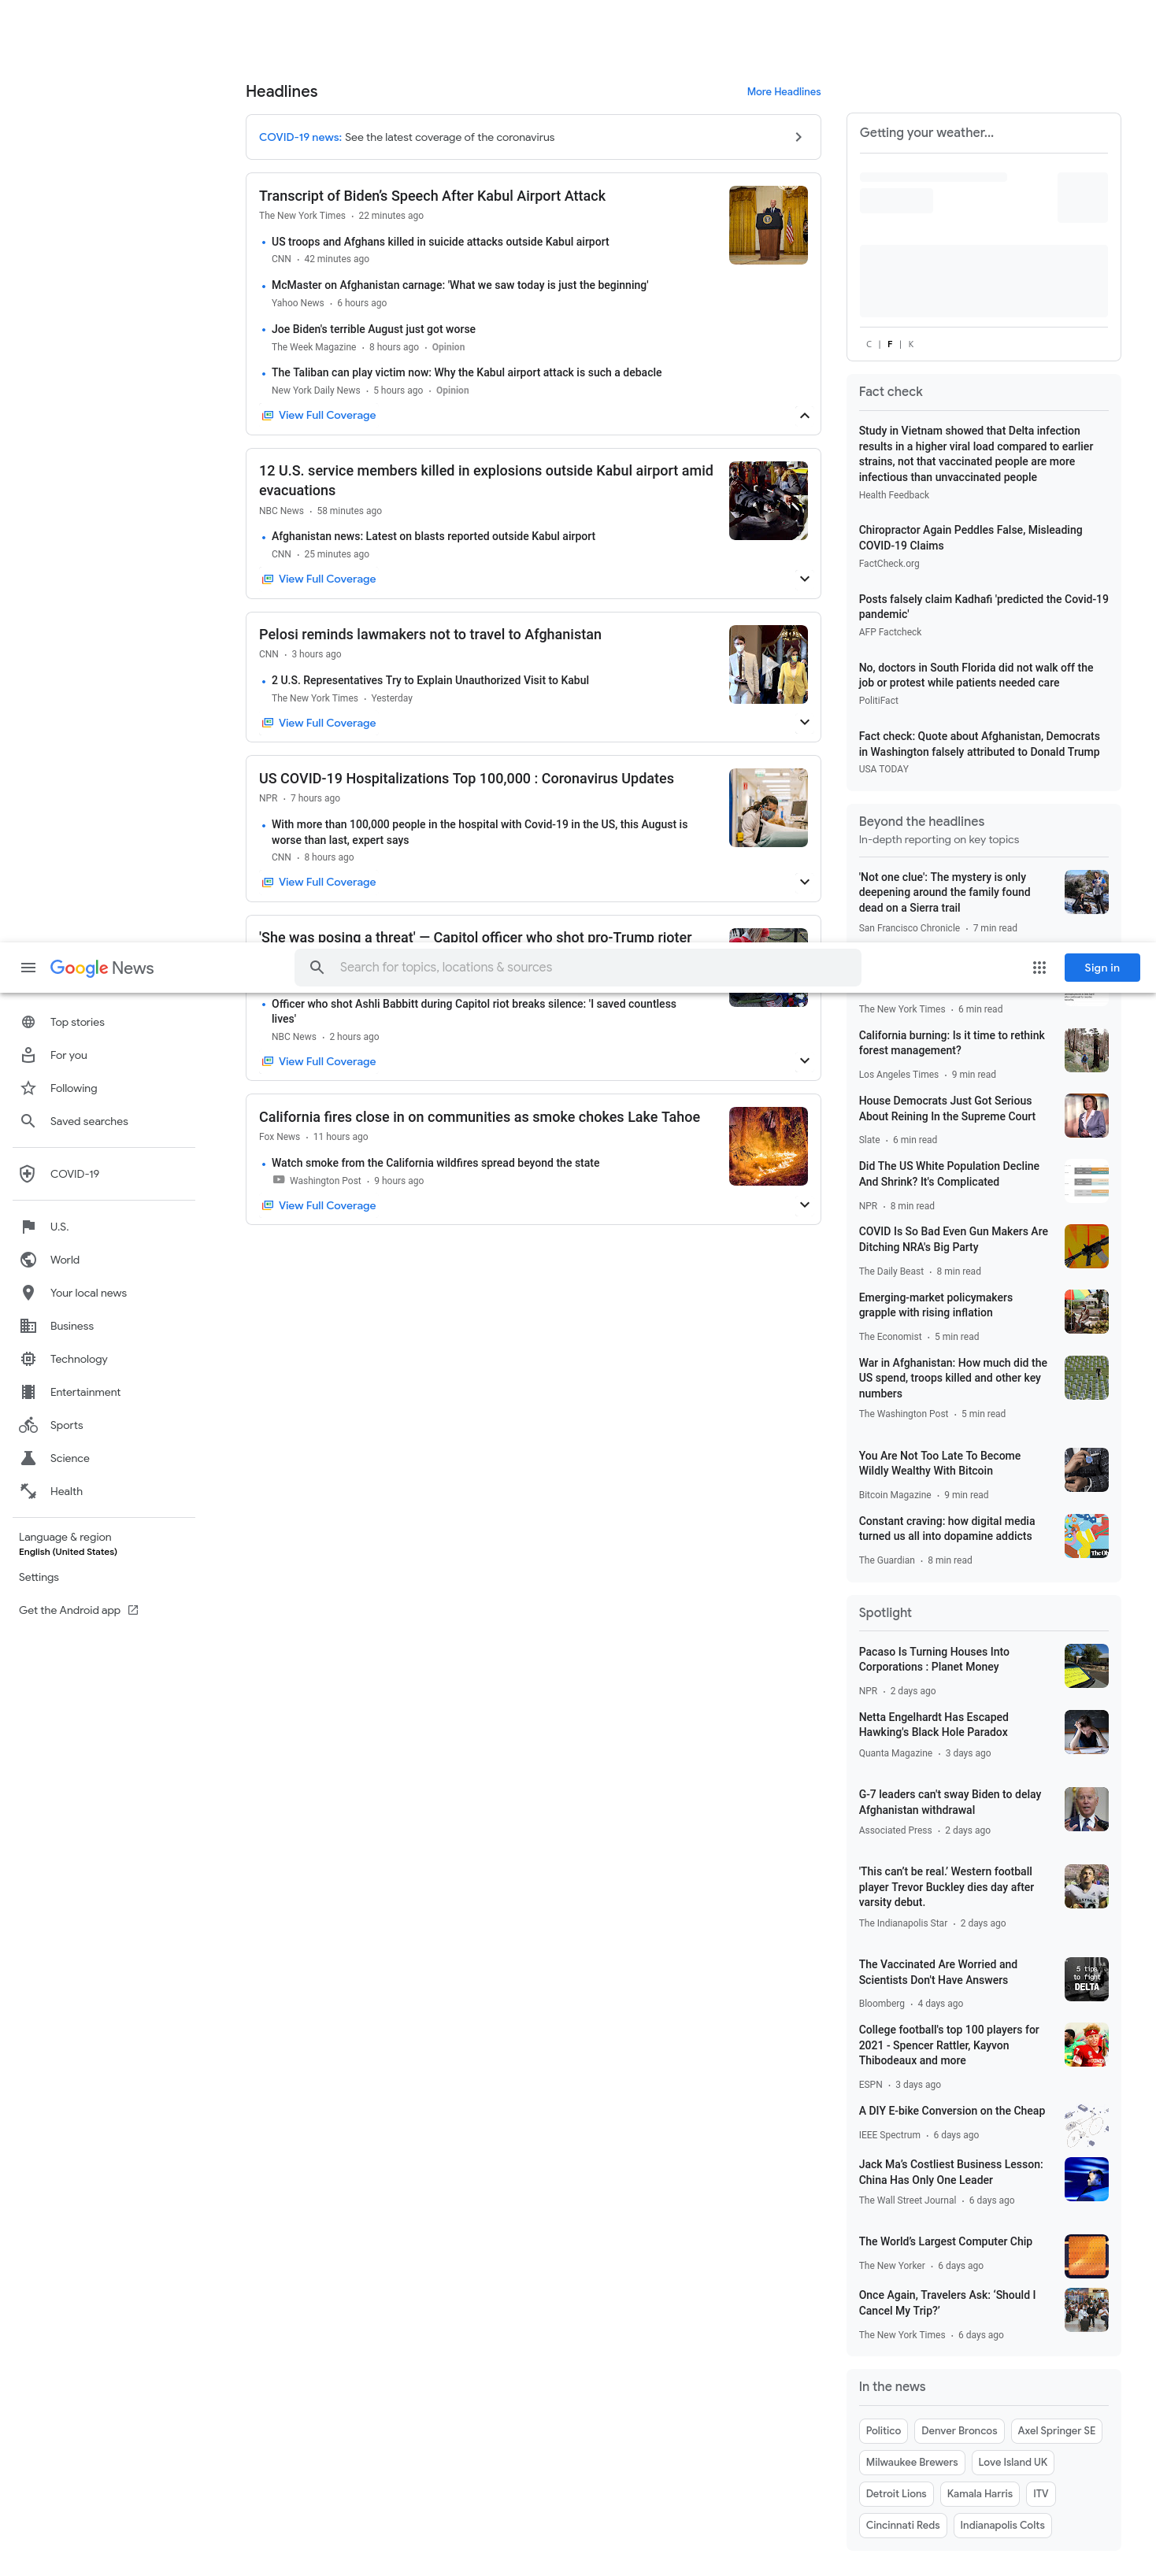 Headlines
More Headlines
COVID-19 news: See the latest coverage of the coronavirus
Transcript of Biden's Speech After Kabul Airport Attack
The New York Times • 22 minutes ago
US troops and Afghans killed in suicide attacks outside Kabul airport
CNN • 42 minutes ago
McMaster on Afghanistan carnage: 'What we saw today is just the beginning'
Yahoo News • 6 hours ago
Joe Biden's terrible August just got worse
The Week Magazine • 8 hours ago • Opinion
The Taliban can play victim now: Why the Kabul airport attack is such a debacle
New York Daily News • 5 hours ago • Opinion
View Full Coverage
12 U.S. service members killed in explosions outside Kabul airport amid
evacuations
NBC News • 58 minutes ago
Afghanistan news: Latest on blasts reported outside Kabul airport
CNN • 25 minutes ago
View Full Coverage
Pelosi reminds lawmakers not to travel to Afghanistan
CNN • 3 hours ago
2 U.S. Representatives Try to Explain Unauthorized Visit to Kabul
The New York Times • Yesterday
View Full Coverage
US COVID-19 Hospitalizations Top 100,000 : Coronavirus Updates
NPR • 7 hours ago
With more than 100,000 people in the hospital with Covid-19 in the US, this August is
worse than last, expert says
CNN • 8 hours ago
View Full Coverage
'She was posing a threat' — Capitol officer who shot pro-Trump rioter
Google News
Search for topics, locations & sources
Sign in
Officer who shot Ashli Babbitt during Capitol riot breaks silence: 'I saved countless
lives'
NBC News • 2 hours ago
View Full Coverage
California fires close in on communities as smoke chokes Lake Tahoe
Fox News • 11 hours ago
Watch smoke from the California wildfires spread beyond the state
Washington Post • 9 hours ago
View Full Coverage
Top stories
For you
Following
Saved searches
COVID-19
U.S.
World
Your local news
Business
Technology
Entertainment
Sports
Science
Health
Language & region
English (United States)
Settings
Get the Android app
Getting your weather...
C | F | K
Fact check
Study in Vietnam showed that Delta infection
results in a higher viral load compared to earlier
strains, not that vaccinated people are more
infectious than unvaccinated people
Health Feedback
Chiropractor Again Peddles False, Misleading
COVID-19 Claims
FactCheck.org
Posts falsely claim Kadhafi 'predicted the Covid-19
pandemic'
AFP Factcheck
No, doctors in South Florida did not walk off the
job or protest while patients needed care
PolitiFact
Fact check: Quote about Afghanistan, Democrats
in Washington falsely attributed to Donald Trump
USA TODAY
Beyond the headlines
In-depth reporting on key topics
'Not one clue': The mystery is only
deepening around the family found
dead on a Sierra trail
San Francisco Chronicle • 7 min read
The New York Times • 6 min read
California burning: Is it time to rethink
forest management?
Los Angeles Times • 9 min read
House Democrats Just Got Serious
About Reining In the Supreme Court
Slate • 6 min read
Did The US White Population Decline
And Shrink? It's Complicated
NPR • 8 min read
COVID Is So Bad Even Gun Makers Are
Ditching NRA's Big Party
The Daily Beast • 8 min read
Emerging-market policymakers
grapple with rising inflation
The Economist • 5 min read
War in Afghanistan: How much did the
US spend, troops killed and other key
numbers
The Washington Post • 5 min read
You Are Not Too Late To Become
Wildly Wealthy With Bitcoin
Bitcoin Magazine • 9 min read
Constant craving: how digital media
turned us all into dopamine addicts
The Guardian • 8 min read
Spotlight
Pacaso Is Turning Houses Into
Corporations : Planet Money
NPR • 2 days ago
Netta Engelhardt Has Escaped
Hawking's Black Hole Paradox
Quanta Magazine • 3 days ago
G-7 leaders can't sway Biden to delay
Afghanistan withdrawal
Associated Press • 2 days ago
'This can't be real.' Western football
player Trevor Buckley dies day after
varsity debut.
The Indianapolis Star • 2 days ago
The Vaccinated Are Worried and
Scientists Don't Have Answers
Bloomberg • 4 days ago
5 tips
to fight
DELTA
College football's top 100 players for
2021 - Spencer Rattler, Kayvon
Thibodeaux and more
ESPN • 3 days ago
A DIY E-bike Conversion on the Cheap
IEEE Spectrum • 6 days ago
Jack Ma's Costliest Business Lesson:
China Has Only One Leader
The Wall Street Journal • 6 days ago
The World's Largest Computer Chip
The New Yorker • 6 days ago
Once Again, Travelers Ask: 'Should I
Cancel My Trip?'
The New York Times • 6 days ago
In the news
Politico
Denver Broncos
Axel Springer SE
Milwaukee Brewers
Love Island UK
Detroit Lions
Kamala Harris
ITV
Cincinnati Reds
Indianapolis Colts